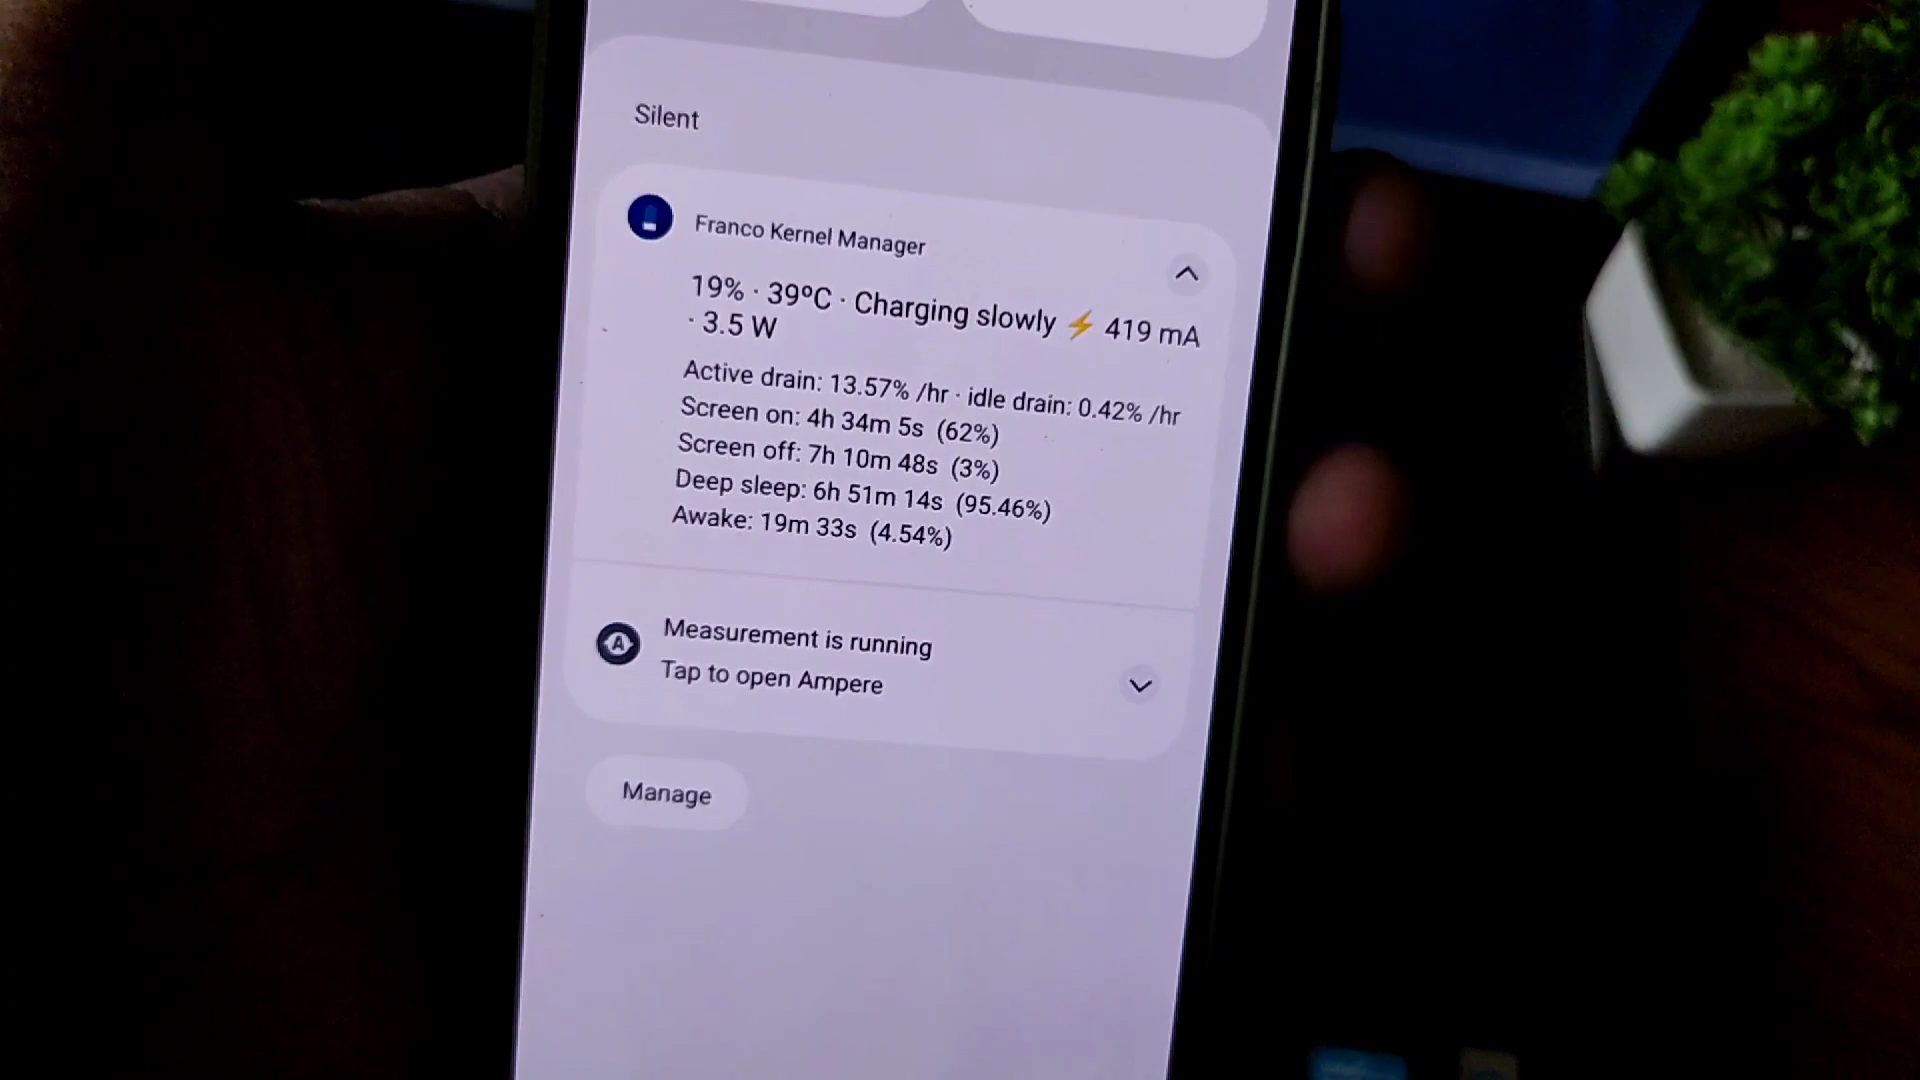 Silent
Franco Kernel Manager
19% · 39ºC · Charging slowly ⚡ 419 mA
· 3.5 W
Active drain: 13.57% /hr · idle drain: 0.42% /hr
Screen on: 4h 34m 5s (62%)
Screen off: 7h 10m 48s (3%)
Deep sleep: 6h 51m 14s (95.46%)
Awake: 19m 33s (4.54%)
A
Measurement is running
Tap to open Ampere
Manage